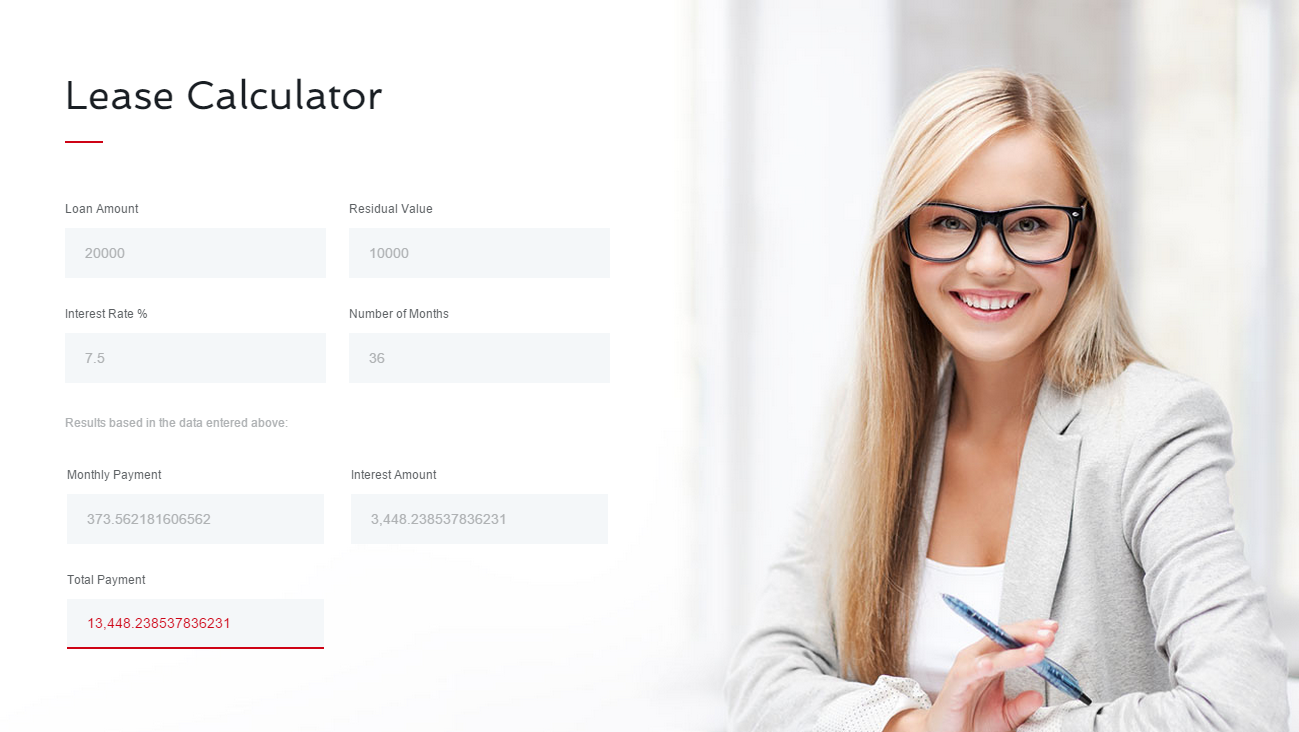 Lease Calculator
Loan Amount
Residual Value
20000
10000
Interest Rate %
Number of Months
7.5
36
Results based in the data entered above:
Monthly Payment
Interest Amount
373.562181606562
3,448.238537836231
Total Payment
13,448.238537836231